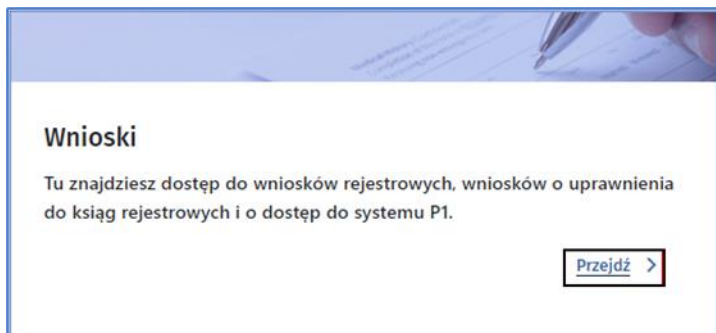 Wnioski
Tu znajdziesz dostęp do wniosków rejestrowych, wniosków o uprawnienia
do ksiąg rejestrowych i o dostęp do systemu P1.
Przejdź